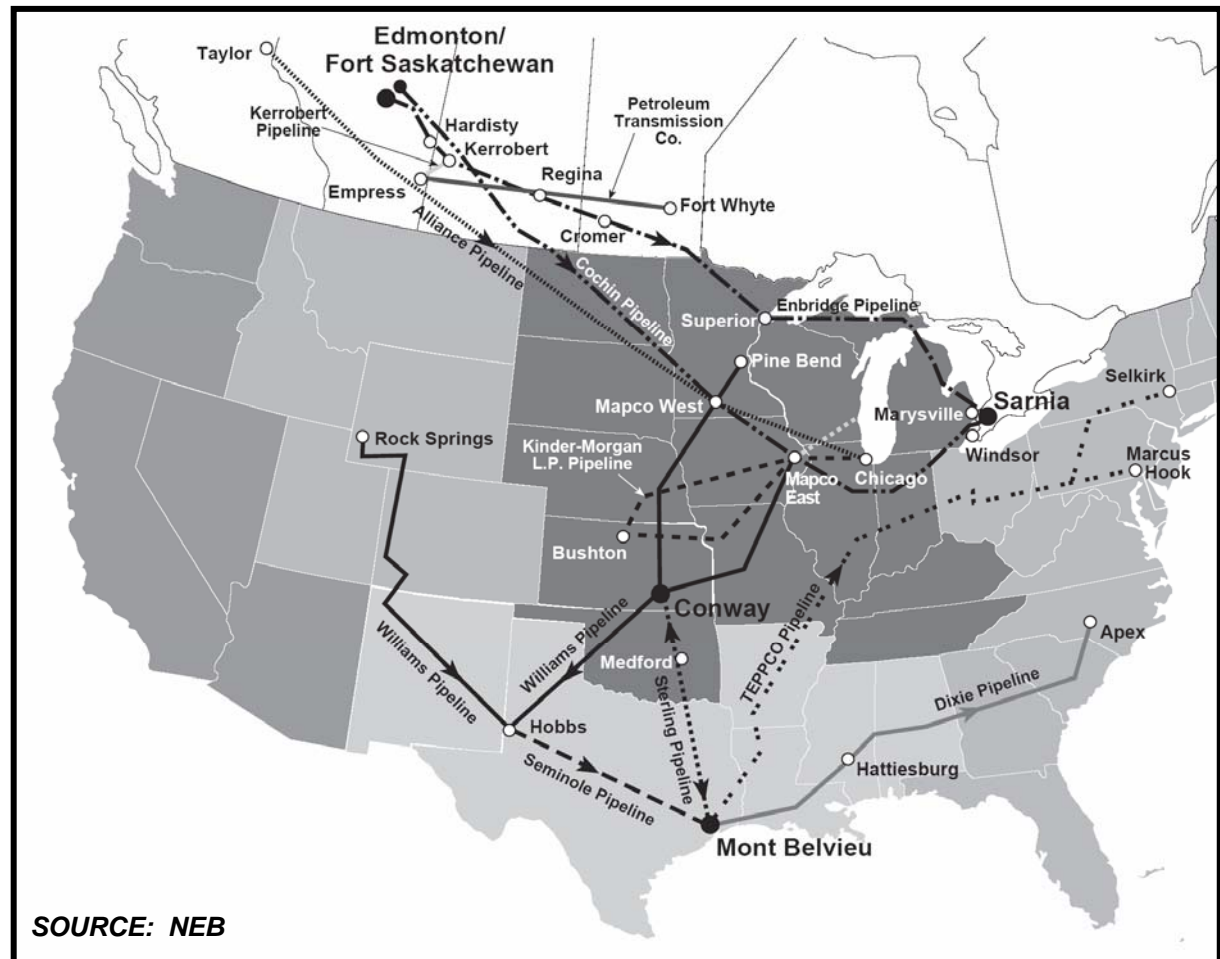 Edmonton/
Fort Saskatchewan
Taylor
Kerrobert
Pipeline
Hardisty
Kerrobert
Petroleum
Transmission
Co.
Empress
Regina
Fort Whyte
Cromer
Alliance Pipeline
Cochin Pipeline
Superior
Enbridge Pipeline
Pine Bend
Mapco West
Selkirk
Marysville
Sarnia
Rock Springs
Kinder-Morgan
L.P. Pipeline
Windsor
Marcus
Hook
Mapco
East
Chicago
Bushton
Conway
Williams Pipeline
Williams Pipeline
Medford
Sterling Pipeline
TEPPCO Pipeline
Apex
Dixie Pipeline
Hobbs
Seminole Pipeline
Hattiesburg
Mont Belvieu
SOURCE: NEB